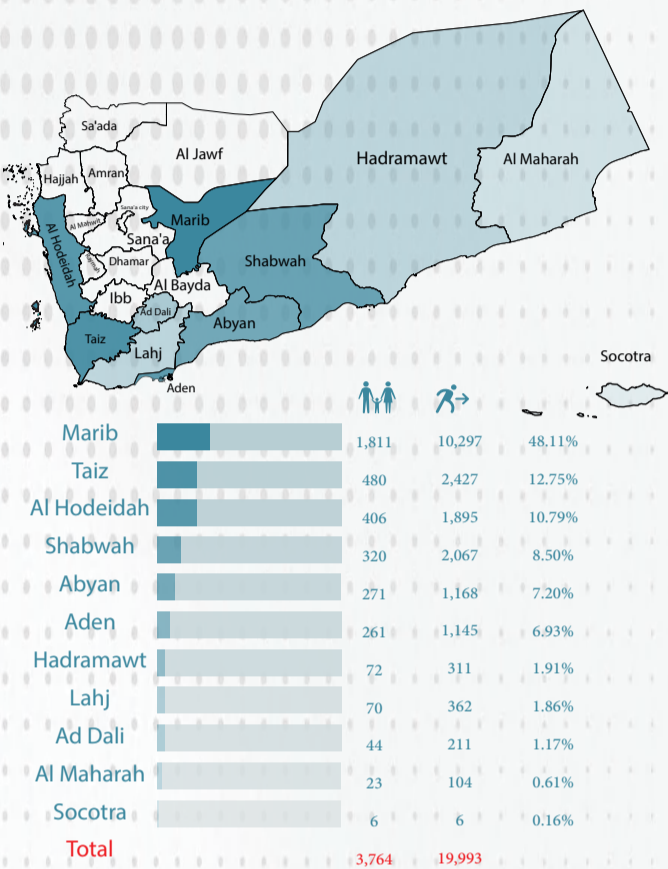 Sa'ada
Al Jawf
Hajjah
Amran
Hadramawt
Al Maharah
Sana'a city
Marib
Al Mahwit
Sana'a
Al Hodeidah
Dhamar
Shabwah
Al Bayda
Ibb
Ad Dali
Abyan
Taiz
Lahj
Aden
Socotra
Marib 1,811 10,297 48.11%
Taiz 480 2,427 12.75%
Al Hodeidah 406 1,895 10.79%
Shabwah 320 2,067 8.50%
Abyan 271 1,168 7.20%
Aden 261 1,145 6.93%
Hadramawt 72 311 1.91%
Lahj 70 362 1.86%
Ad Dali 44 211 1.17%
Al Maharah 23 104 0.61%
Socotra 6 6 0.16%
Total 3,764 19,993